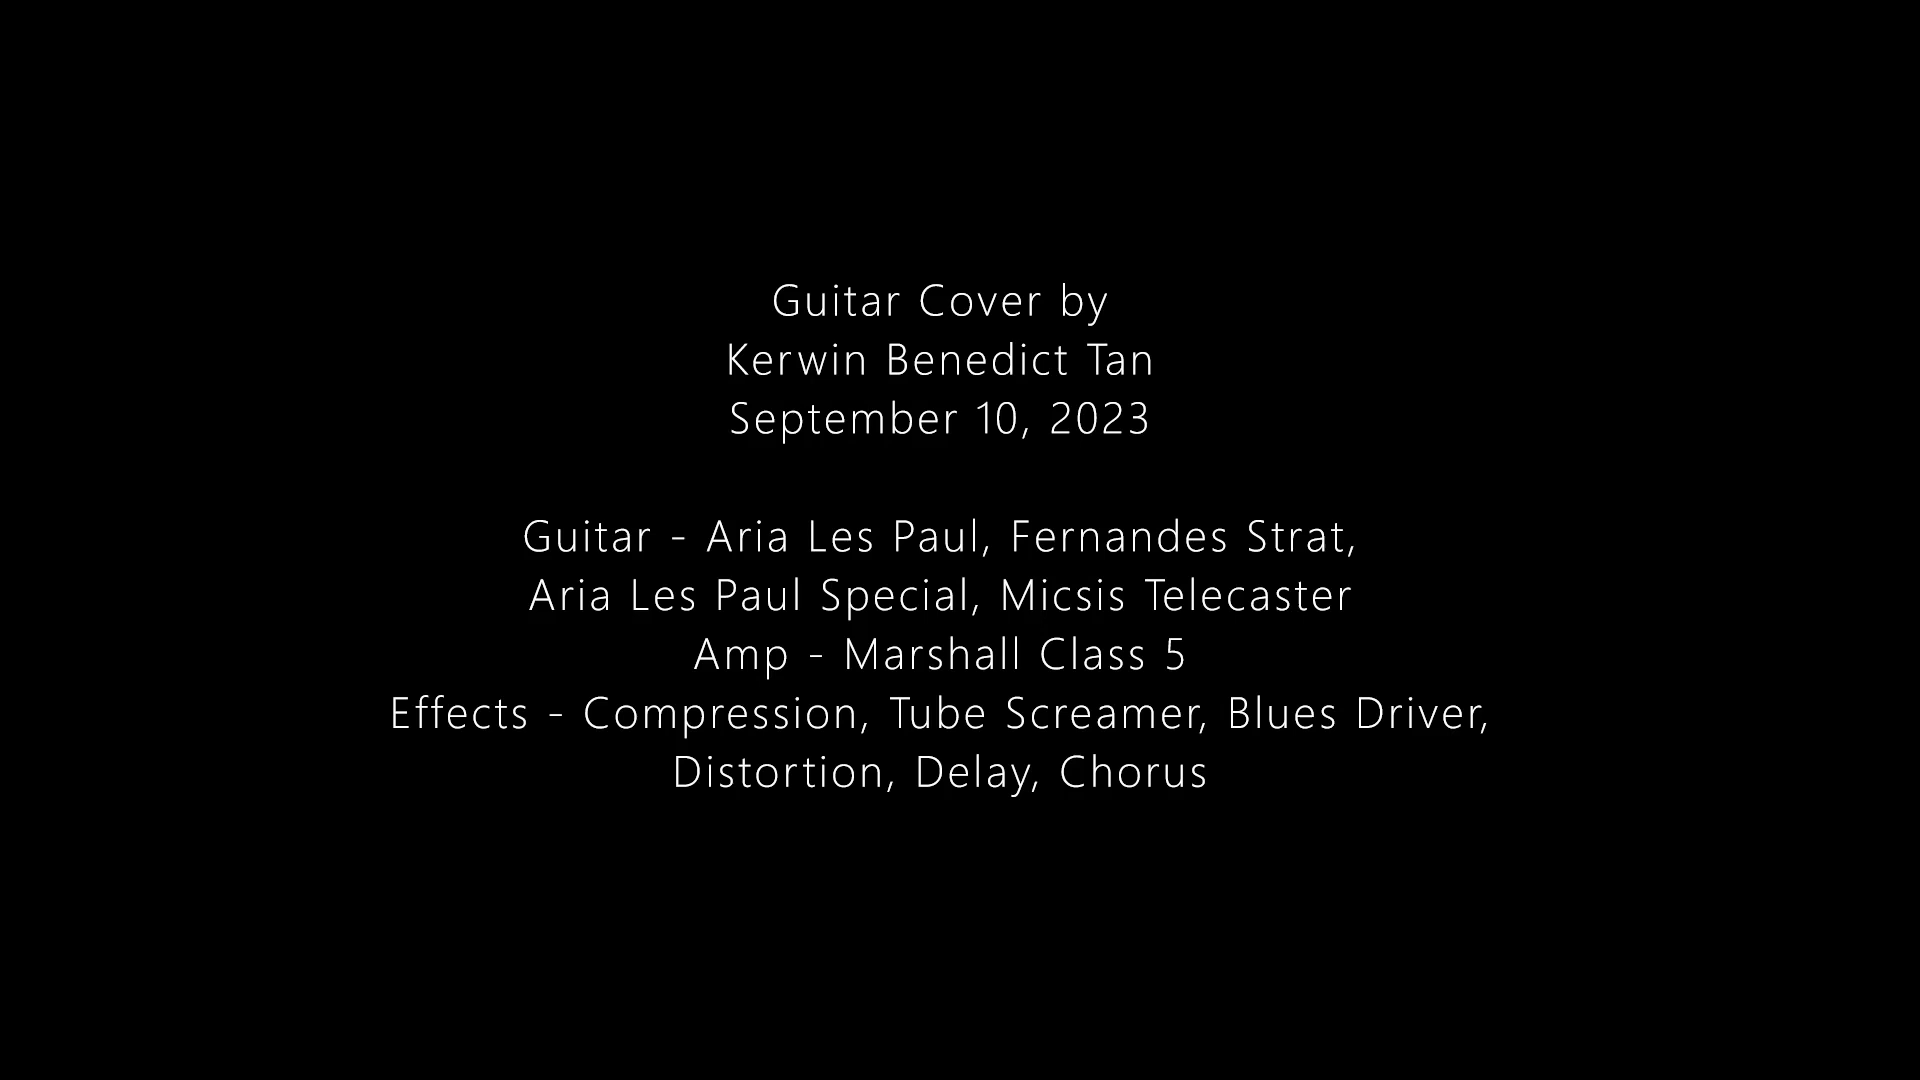 Guitar Cover by
Kerwin Benedict Tan
September 10, 2023
Guitar - Aria Les Paul, Fernandes Strat,
Aria Les Paul Special, Micsis Telecaster
Amp - Marshall Class 5
Effects - Compression, Tube Screamer, Blues Driver,
Distortion, Delay, Chorus